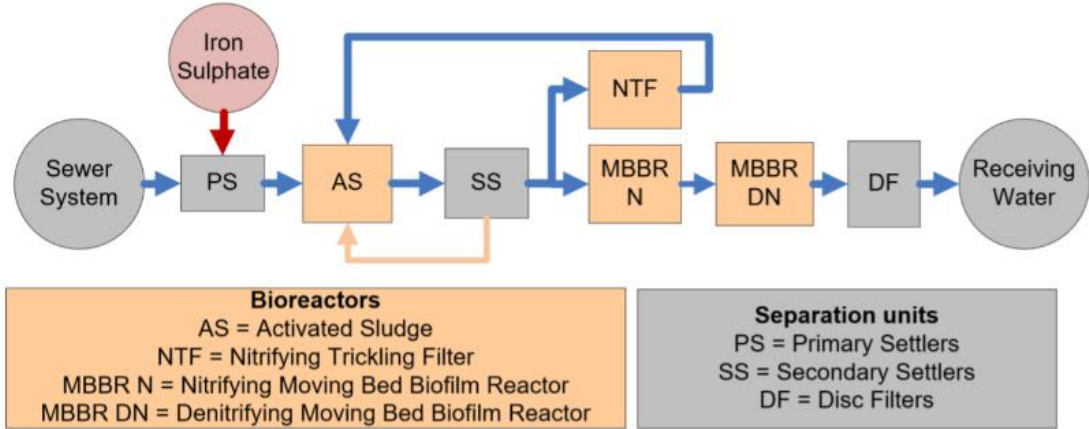 Iron
Sulphate
Sewer
System
PS
AS
SS
NTF
MBBR
N
MBBR
DN
DF
Receiving
Water
Bioreactors
AS = Activated Sludge
NTF = Nitrifying Trickling Filter
MBBR N = Nitrifying Moving Bed Biofilm Reactor
MBBR DN = Denitrifying Moving Bed Biofilm Reactor
Separation units
PS = Primary Settlers
SS = Secondary Settlers
DF = Disc Filters